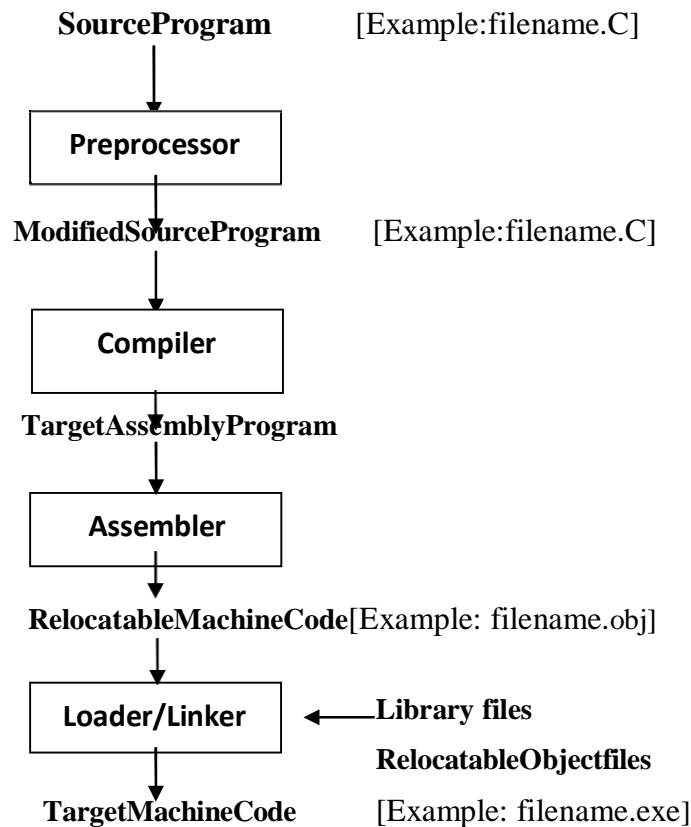 SourceProgram [Example:filename.C]
Preprocessor
ModifiedSourceProgram [Example:filename.C]
Compiler
TargetAssemblyProgram
Assembler
RelocatableMachineCode[Example: filename.obj]
Loader/Linker Library files
RelocatableObjectfiles
TargetMachineCode [Example: filename.exe]